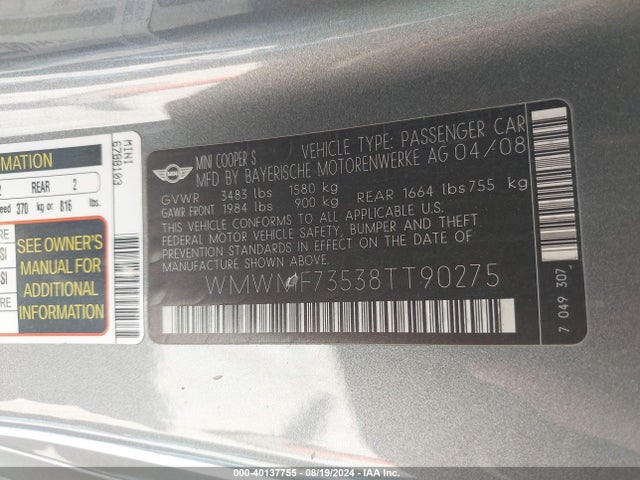 MINI
6788103
MATION
2 REAR 2
eed 370 kg or 816 lbs.
SEE OWNER'S
MANUAL FOR
ADDITIONAL
INFORMATION
MINI
MINI COOPER S VEHICLE TYPE: PASSENGER CAR
MFD BY BAYERISCHE MOTORENWERKE AG 04/08
GVWR 3483 lbs 1580 kg
GAWR FRONT 1984 lbs 900 kg REAR 1664 lbs 755 kg
THIS VEHICLE CONFORMS TO ALL APPLICABLE U.S.
FEDERAL MOTOR VEHICLE SAFETY, BUMPER AND THEFT
PREVENTION STANDARDS IN EFFECT ON THE DATE OF
MANUFACTURE SHOWN ABOVE.
WMWMF73538TT90275
7 049 307
000-40137755 - 08/19/2024 - IAA Inc.